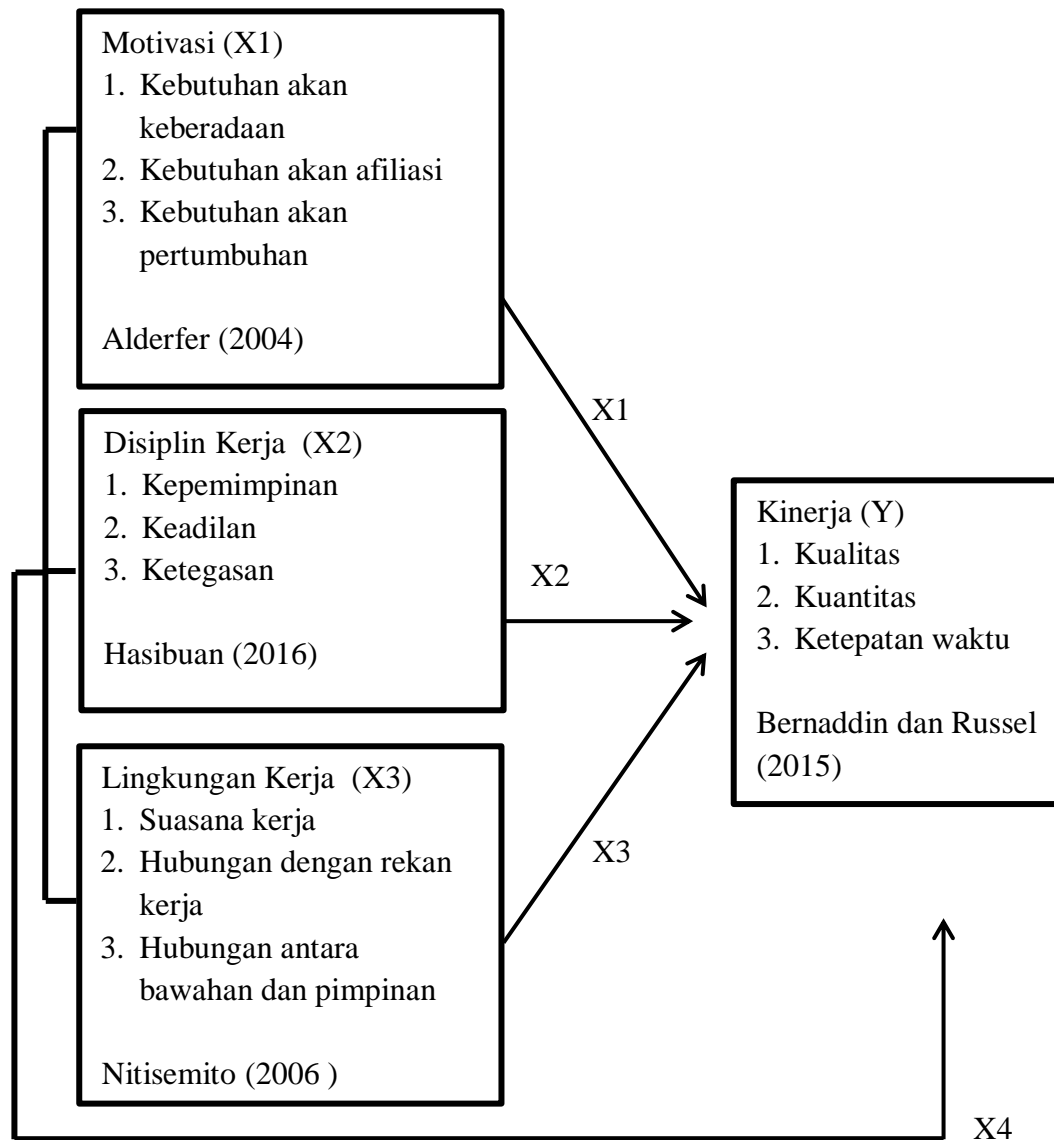 Motivasi (X1)
1. Kebutuhan akan
keberadaan
2. Kebutuhan akan afiliasi
3. Kebutuhan akan
pertumbuhan
Alderfer (2004)
X1
Disiplin Kerja (X2)
1. Kepemimpinan
2. Keadilan
3. Ketegasan
Hasibuan (2016)
X2
Kinerja (Y)
1. Kualitas
2. Kuantitas
3. Ketepatan waktu
Bernaddin dan Russel
(2015)
Lingkungan Kerja (X3)
1. Suasana kerja
2. Hubungan dengan rekan
kerja
3. Hubungan antara
bawahan dan pimpinan
Nitisemito (2006 )
X3
X4